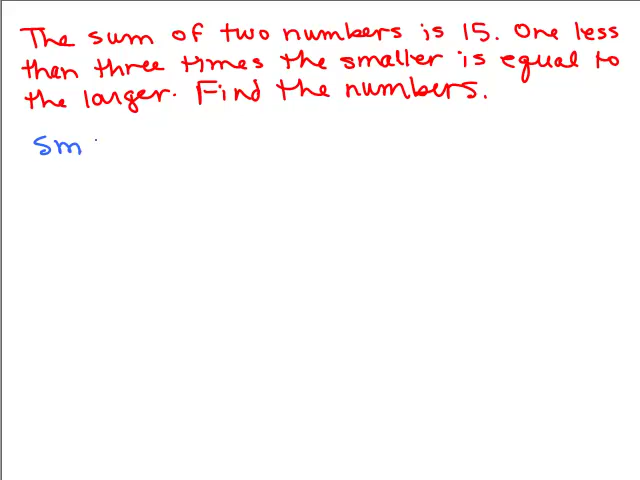 The sum of two numbers is 15. One less
than three times the smaller is equal to
the larger. Find the numbers.
Sm